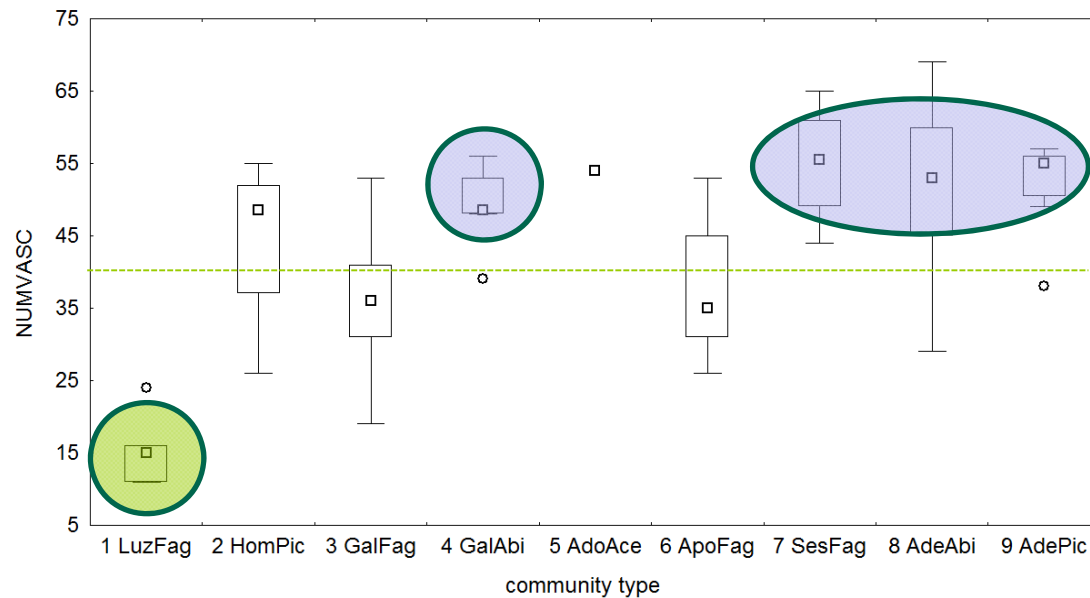 75
65
55
45
35
25
15
5
NUMVASC
1 LuzFag 2 HomPic 3 GalFag 4 GalAbi 5 AdoAce 6 ApoFag 7 SesFag 8 AdeAbi 9 AdePic
community type